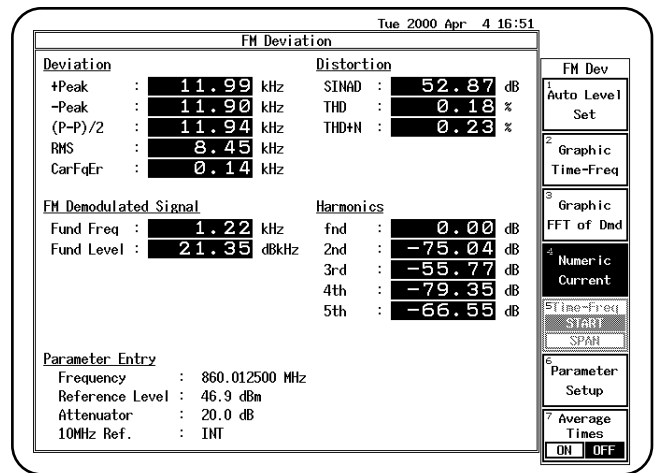 Tue 2000 Apr 4 16:51
FM Deviation
Deviation
+Peak : 11.99 kHz
-Peak : 11.90 kHz
(P-P)/2 : 11.94 kHz
RMS : 8.45 kHz
CarFqEr : 0.14 kHz
Distortion
SINAD : 52.87 dB
THD : 0.18 %
THD+N : 0.23 %
FM Demodulated Signal
Fund Freq : 1.22 kHz
Fund Level : 21.35 dBkHz
Harmonics
fnd : 0.00 dB
2nd : -75.04 dB
3rd : -55.77 dB
4th : -79.35 dB
5th : -66.55 dB
Parameter Entry
Frequency : 860.012500 MHz
Reference Level : 46.9 dBm
Attenuator : 20.0 dB
10MHz Ref. : INT
FM Dev
1
Auto Level
Set
2
Graphic
Time-Freq
3
Graphic
FFT of Dmd
4
Numeric
Current
5Time-Freq
START
SPAN
6
Parameter
Setup
7 Average
Times
ON OFF